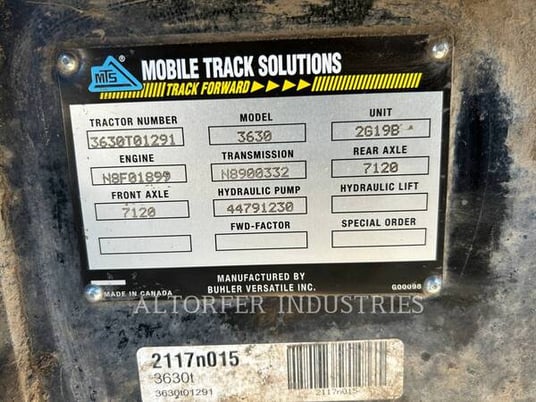 MTS
MOBILE TRACK SOLUTIONS
TRACK FORWARD
TRACTOR NUMBER MODEL UNIT
3630T01291 3630 2G19B
ENGINE TRANSMISSION REAR AXLE
N8F01899 N8900332 7120
FRONT AXLE HYDRAULIC PUMP HYDRAULIC LIFT
7120 44791230
FWD-FACTOR SPECIAL ORDER
MANUFACTURED BY
BUHLER VERSATILE INC.
MADE IN CANADA G00098
ALTORFER INDUSTRIES
2117n015
3630t
3630t01291 2117n015